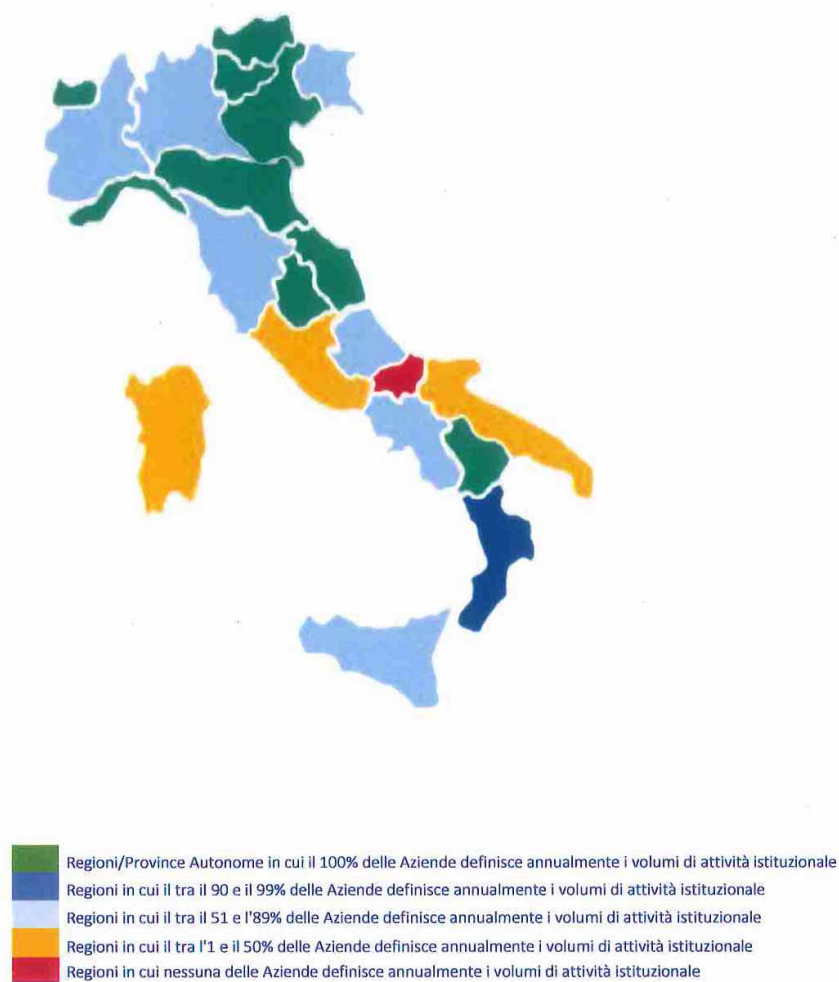 Regioni/Province Autonome in cui il 100% delle Aziende definisce annualmente i volumi di attività istituzionale
Regioni in cui il tra il 90 e il 99% delle Aziende definisce annualmente i volumi di attività istituzionale
Regioni in cui il tra il 51 e l'89% delle Aziende definisce annualmente i volumi di attività istituzionale
Regioni in cui il tra l'1 e il 50% delle Aziende definisce annualmente i volumi di attività istituzionale
Regioni in cui nessuna delle Aziende definisce annualmente i volumi di attività istituzionale